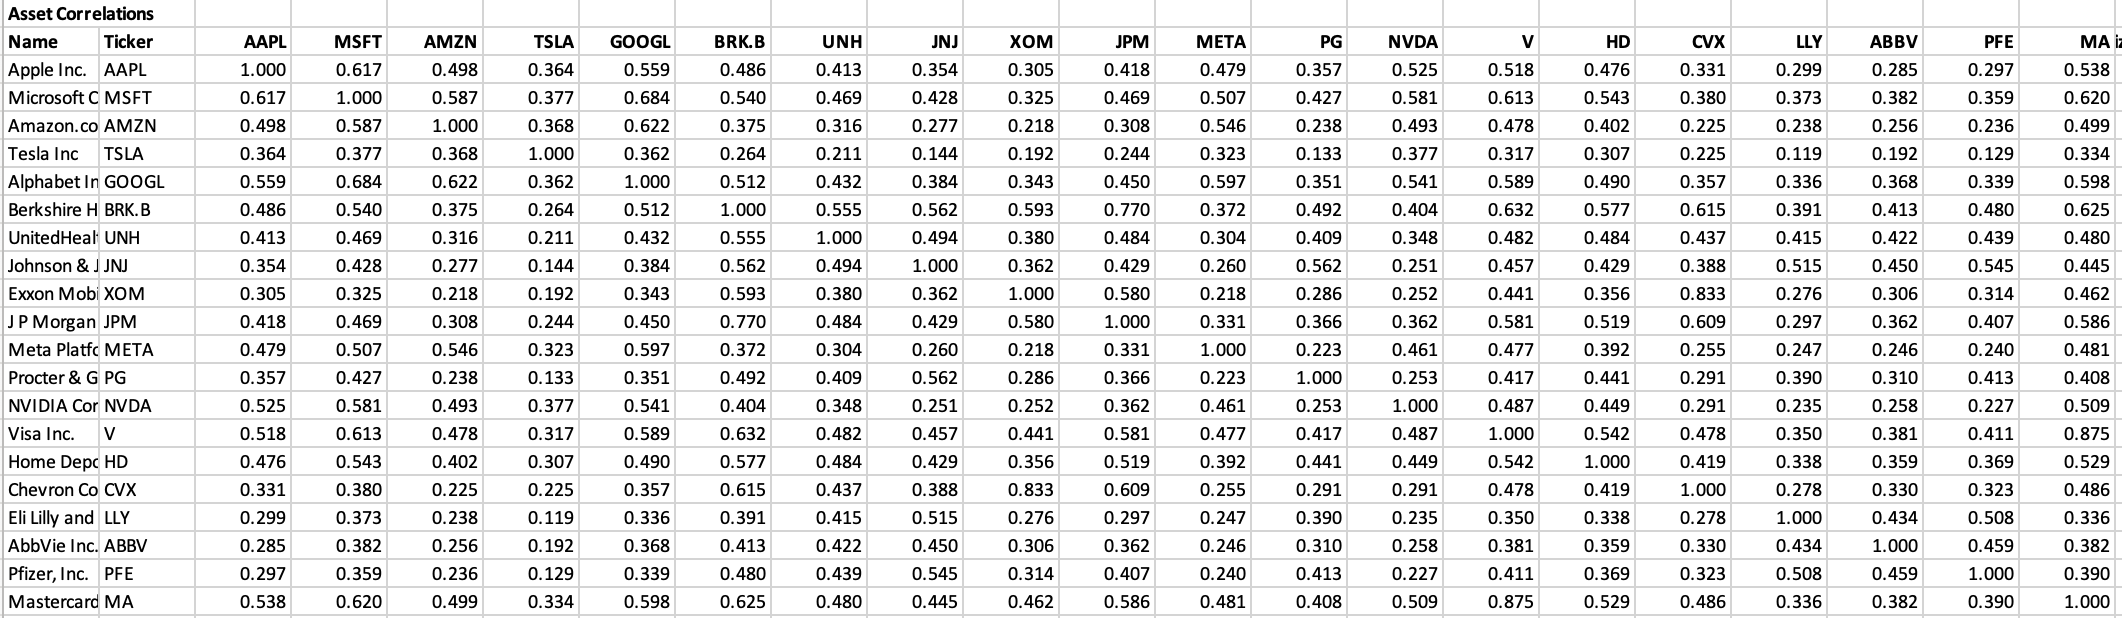 Asset Correlations
Name Ticker AAPL MSFT AMZN TSLA GOOGL BRK.B UNH JNJ XOM JPM META PG NVDA V HD CVX LLY ABBV PFE MA
Apple Inc. AAPL 1.000 0.617 0.498 0.364 0.559 0.486 0.413 0.354 0.305 0.418 0.479 0.357 0.525 0.518 0.476 0.331 0.299 0.285 0.297 0.538
Microsoft C MSFT 0.617 1.000 0.587 0.377 0.684 0.540 0.469 0.428 0.325 0.469 0.507 0.427 0.581 0.613 0.543 0.380 0.373 0.382 0.359 0.620
Amazon.co AMZN 0.498 0.587 1.000 0.368 0.622 0.375 0.316 0.277 0.218 0.308 0.546 0.238 0.493 0.478 0.402 0.225 0.238 0.256 0.236 0.499
Tesla Inc TSLA 0.364 0.377 0.368 1.000 0.362 0.264 0.211 0.144 0.192 0.244 0.323 0.133 0.377 0.317 0.307 0.225 0.119 0.192 0.129 0.334
Alphabet In GOOGL 0.559 0.684 0.622 0.362 1.000 0.512 0.432 0.384 0.343 0.450 0.597 0.351 0.541 0.589 0.490 0.357 0.336 0.368 0.339 0.598
Berkshire H BRK.B 0.486 0.540 0.375 0.264 0.512 1.000 0.555 0.562 0.593 0.770 0.372 0.492 0.404 0.632 0.577 0.615 0.391 0.413 0.480 0.625
UnitedHeal UNH 0.413 0.469 0.316 0.211 0.432 0.555 1.000 0.494 0.380 0.484 0.304 0.409 0.348 0.482 0.484 0.437 0.415 0.422 0.439 0.480
Johnson & J JNJ 0.354 0.428 0.277 0.144 0.384 0.562 0.494 1.000 0.362 0.429 0.260 0.562 0.251 0.457 0.429 0.388 0.515 0.450 0.545 0.445
Exxon Mobi XOM 0.305 0.325 0.218 0.192 0.343 0.593 0.380 0.362 1.000 0.580 0.218 0.286 0.252 0.441 0.356 0.833 0.276 0.306 0.314 0.462
J P Morgan JPM 0.418 0.469 0.308 0.244 0.450 0.770 0.484 0.429 0.580 1.000 0.331 0.366 0.362 0.581 0.519 0.609 0.297 0.362 0.407 0.586
Meta Platfo META 0.479 0.507 0.546 0.323 0.597 0.372 0.304 0.260 0.218 0.331 1.000 0.223 0.461 0.477 0.392 0.255 0.247 0.246 0.240 0.481
Procter & G PG 0.357 0.427 0.238 0.133 0.351 0.492 0.409 0.562 0.286 0.366 0.223 1.000 0.253 0.417 0.441 0.291 0.390 0.310 0.413 0.408
NVIDIA Cor NVDA 0.525 0.581 0.493 0.377 0.541 0.404 0.348 0.251 0.252 0.362 0.461 0.253 1.000 0.487 0.449 0.291 0.235 0.258 0.227 0.509
Visa Inc. V 0.518 0.613 0.478 0.317 0.589 0.632 0.482 0.457 0.441 0.581 0.477 0.417 0.487 1.000 0.542 0.478 0.350 0.381 0.411 0.875
Home Depo HD 0.476 0.543 0.402 0.307 0.490 0.577 0.484 0.429 0.356 0.519 0.392 0.441 0.449 0.542 1.000 0.419 0.338 0.359 0.369 0.529
Chevron Co CVX 0.331 0.380 0.225 0.225 0.357 0.615 0.437 0.388 0.833 0.609 0.255 0.291 0.291 0.478 0.419 1.000 0.278 0.330 0.323 0.486
Eli Lilly and LLY 0.299 0.373 0.238 0.119 0.336 0.391 0.415 0.515 0.276 0.297 0.247 0.390 0.235 0.350 0.338 0.278 1.000 0.434 0.508 0.336
AbbVie Inc. ABBV 0.285 0.382 0.256 0.192 0.368 0.413 0.422 0.450 0.306 0.362 0.246 0.310 0.258 0.381 0.359 0.330 0.434 1.000 0.459 0.382
Pfizer, Inc. PFE 0.297 0.359 0.236 0.129 0.339 0.480 0.439 0.545 0.314 0.407 0.240 0.413 0.227 0.411 0.369 0.323 0.508 0.459 1.000 0.390
Mastercard MA 0.538 0.620 0.499 0.334 0.598 0.625 0.480 0.445 0.462 0.586 0.481 0.408 0.509 0.875 0.529 0.486 0.336 0.382 0.390 1.000